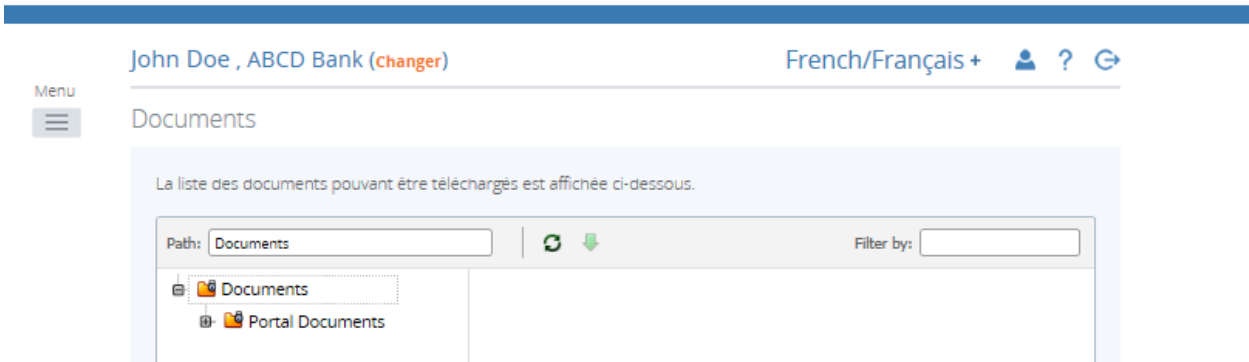 John Doe , ABCD Bank (Changer)
French/Français +
?
Menu
Documents
La liste des documents pouvant être téléchargés est affichée ci-dessous.
Path: Documents
Filter by:
Documents
Portal Documents